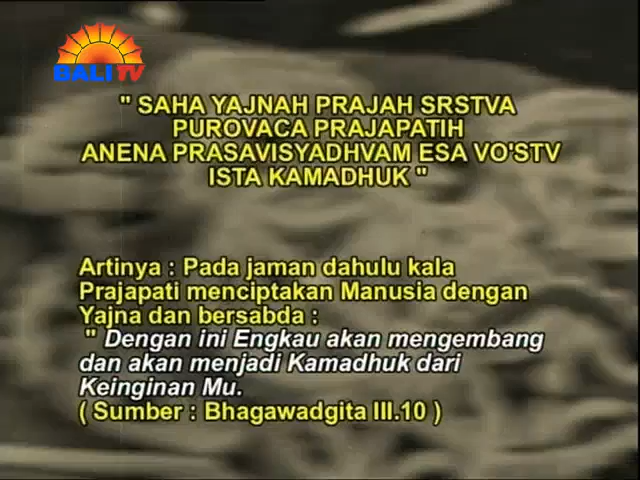 BALI TV
" SAHA YAJNAH PRAJAH SRSTVA
PUROVACA PRAJAPATIH
ANENA PRASAVISYADHVAM ESA VO'STV
ISTA KAMADHUK "
Artinya : Pada jaman dahulu kala
Prajapati menciptakan Manusia dengan
Yajna dan bersabda :
" Dengan ini Engkau akan mengembang
dan akan menjadi Kamadhuk dari
Keinginan Mu.
( Sumber : Bhagawadgita III.10 )